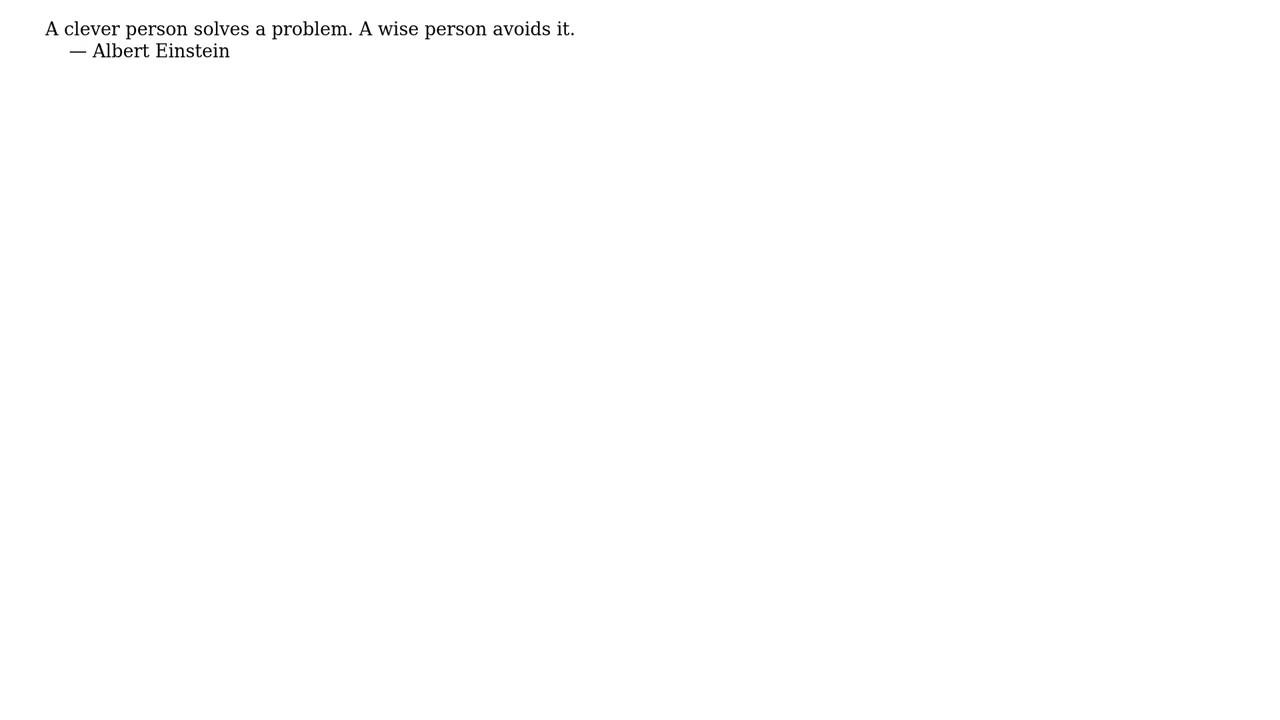 A clever person solves a problem. A wise person avoids it.
— Albert Einstein